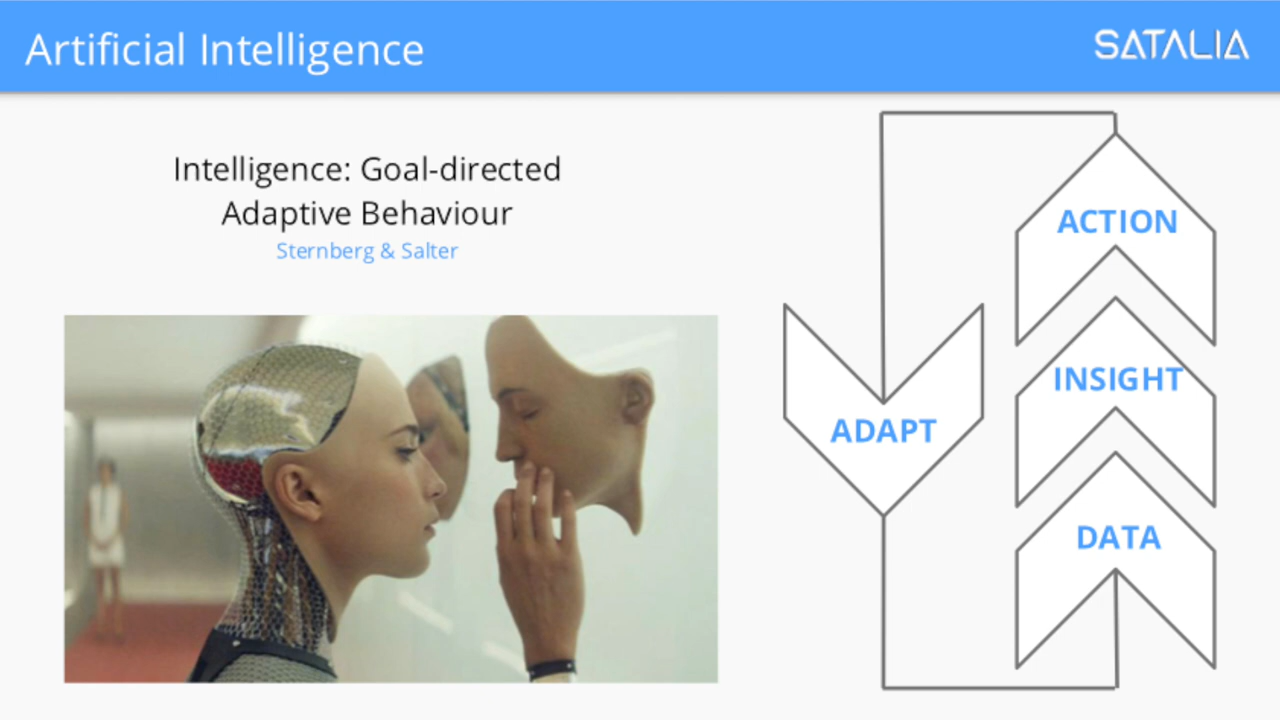 Artificial Intelligence
SATALIA
Intelligence: Goal-directed
Adaptive Behaviour
Sternberg & Salter
ACTION
INSIGHT
ADAPT
DATA